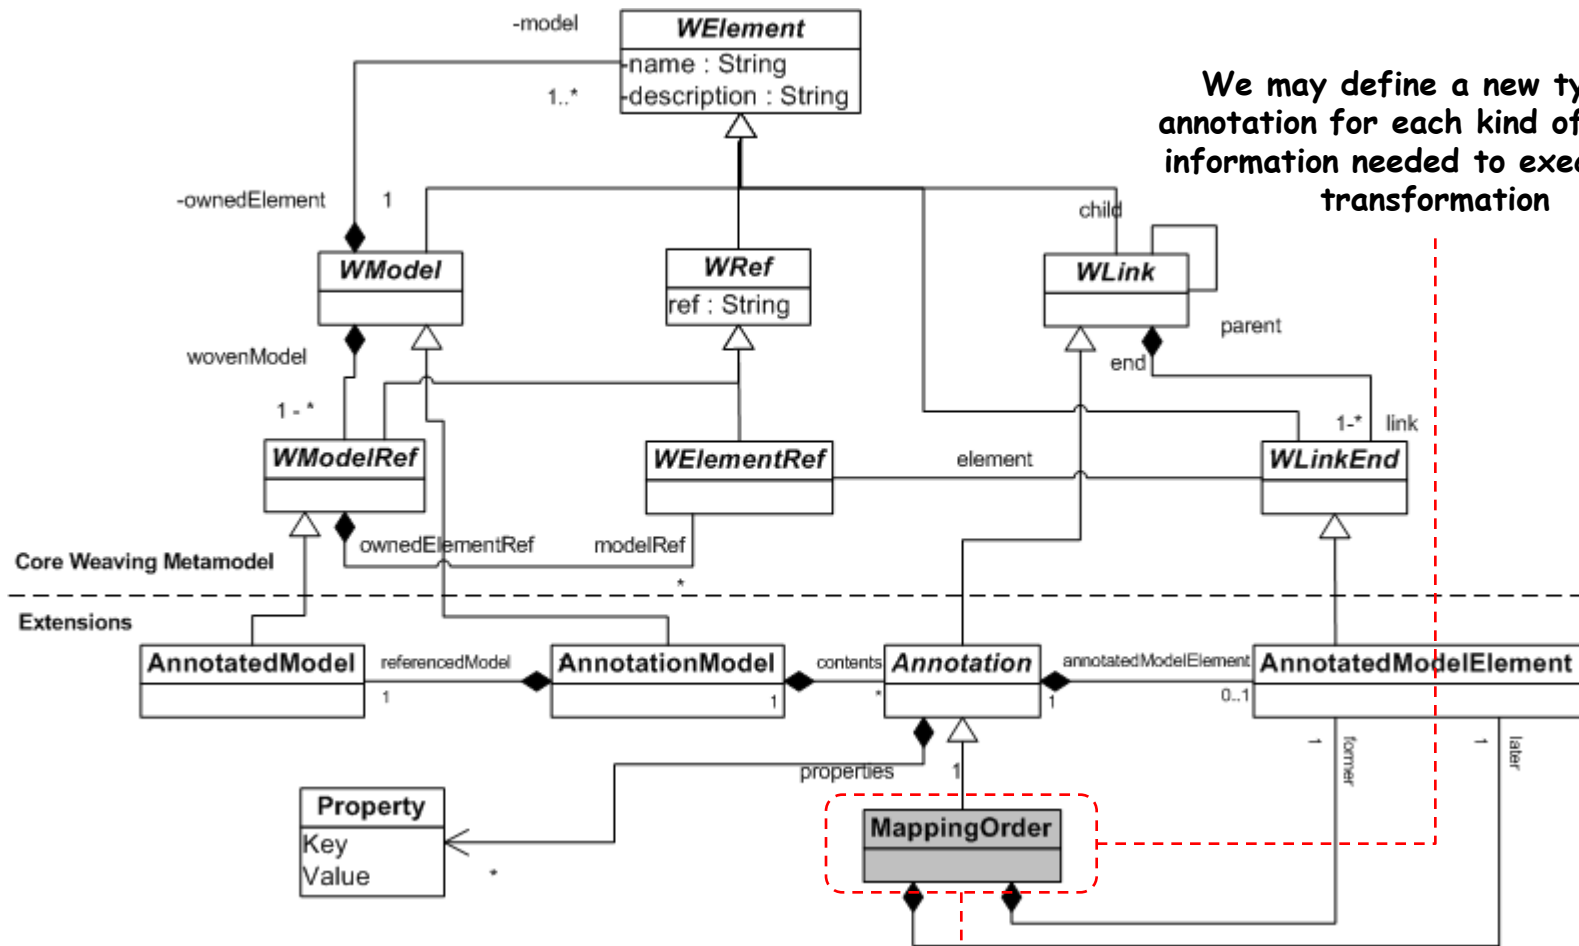 -model
WElement
-name : String
1..*
-description : String
We may define a new ty
annotation for each kind of
information needed to exec
transformation
-ownedElement
1
child
WModel
WRef
ref : String
WLink
parent
wovenModel
end
1 - *
1-*
link
WModelRef
WElementRef
element
WLinkEnd
ownedElementRef
modelRef
*
Core Weaving Metamodel
Extensions
AnnotatedModel
referencedModel
1
AnnotationModel
1
contents
*
Annotation
1
annotatedModelElement
0..1
AnnotatedModelElement
1
former
1
later
properties
1
Property
Key
Value
*
MappingOrder